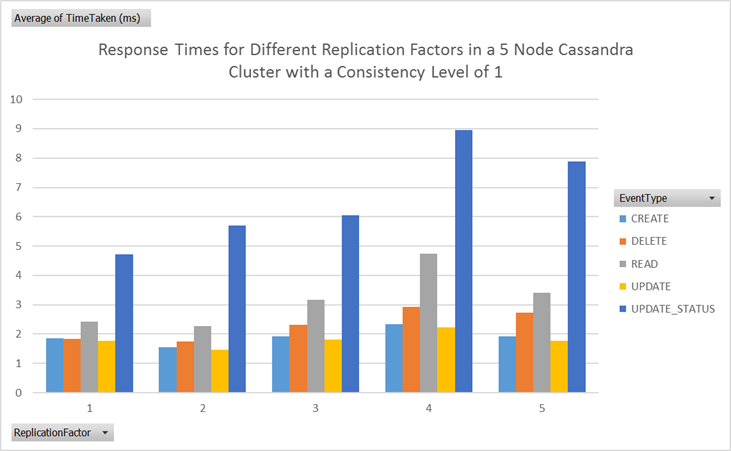 Average of TimeTaken (ms)
Response Times for Different Replication Factors in a 5 Node Cassandra
Cluster with a Consistency Level of 1
10
9
8
7
6
5
4
3
2
1
0
1 2 3 4 5
EventType
CREATE
DELETE
READ
UPDATE
UPDATE_STATUS
ReplicationFactor